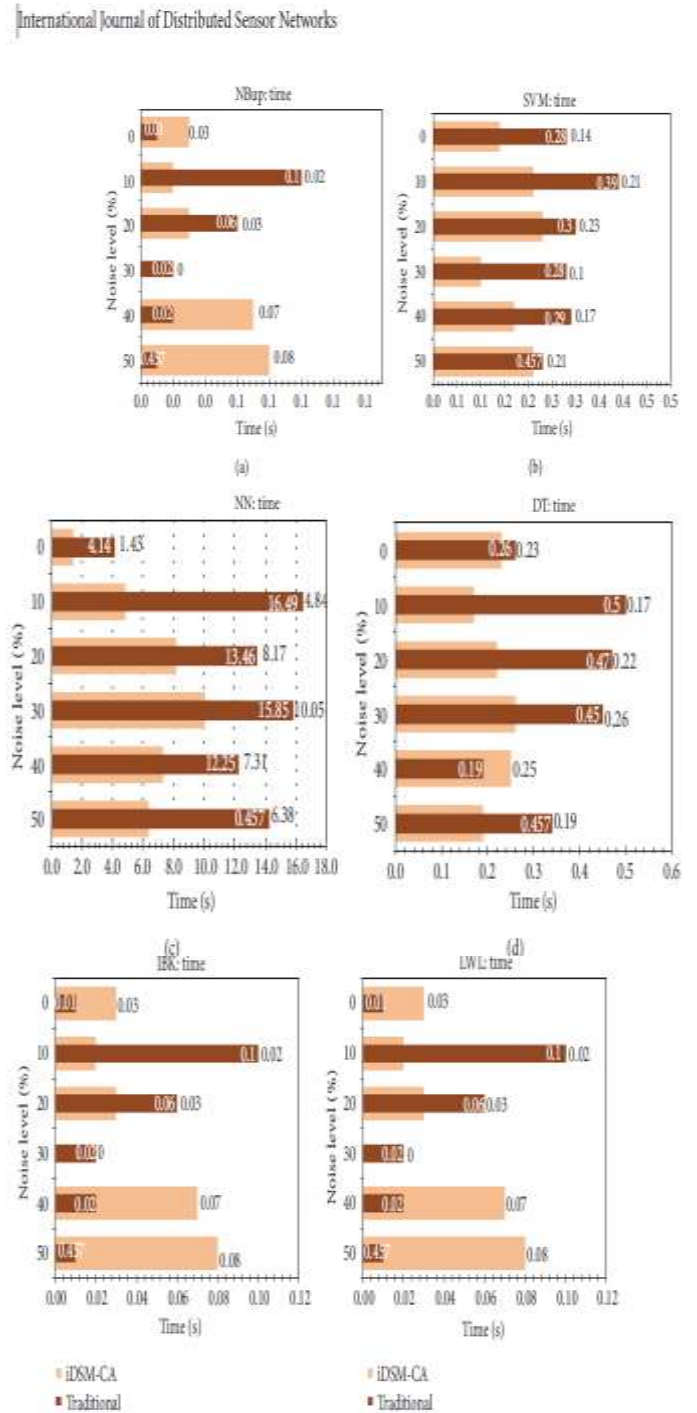 International Journal of Distributed Sensor Networks
NBup: time
Noise level (%)
0 0.01 0.03
10 0.1 0.02
20 0.06 0.03
30 0.02 0
40 0.02 0.07
50 0.457 0.08
0.0 0.0 0.0 0.1 0.1 0.1 0.1 0.1
Time (s)
(a)
SVM: time
Noise level (%)
0 0.28 0.14
10 0.39 0.21
20 0.3 0.23
30 0.28 0.1
40 0.29 0.17
50 0.457 0.21
0.0 0.1 0.1 0.2 0.2 0.3 0.3 0.4 0.4 0.5 0.5
Time (s)
(b)
NN: time
Noise level (%)
0 4.14 1.43
10 16.49 4.84
20 13.46 8.17
30 15.85 10.05
40 12.25 7.31
50 0.457 6.38
0.0 2.0 4.0 6.0 8.0 10.0 12.0 14.0 16.0 18.0
Time (s)
(c)
DT: time
Noise level (%)
0 0.26 0.23
10 0.5 0.17
20 0.47 0.22
30 0.45 0.26
40 0.19 0.25
50 0.457 0.19
0.0 0.1 0.2 0.3 0.4 0.5 0.6
Time (s)
(d)
IBK: time
Noise level (%)
0 0.01 0.03
10 0.1 0.02
20 0.06 0.03
30 0.02 0
40 0.02 0.07
50 0.457 0.08
0.00 0.02 0.04 0.06 0.08 0.10 0.12
Time (s)
iDSM-CA
Traditional
LWL: time
Noise level (%)
0 0.01 0.03
10 0.1 0.02
20 0.06 0.03
30 0.02 0
40 0.02 0.07
50 0.457 0.08
0.00 0.02 0.04 0.06 0.08 0.10 0.12
Time (s)
iDSM-CA
Traditional